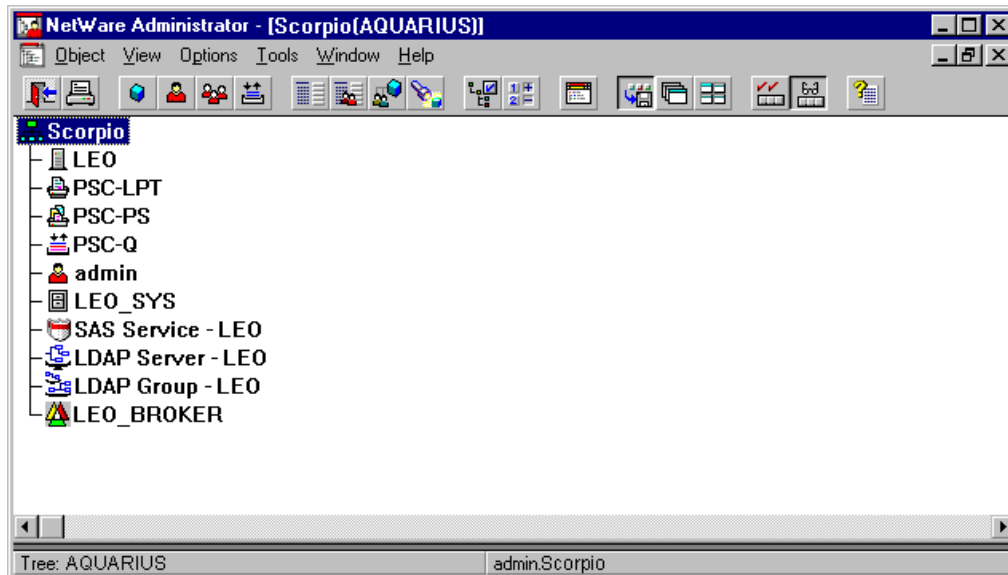 NetWare Administrator - [Scorpio(AQUARIUS)]
Object View Options Tools Window Help
Scorpio
LEO
PSC-LPT
PSC-PS
PSC-Q
admin
LEO_SYS
SAS Service - LEO
LDAP Server - LEO
LDAP Group - LEO
LEO_BROKER
Tree: AQUARIUS admin.Scorpio